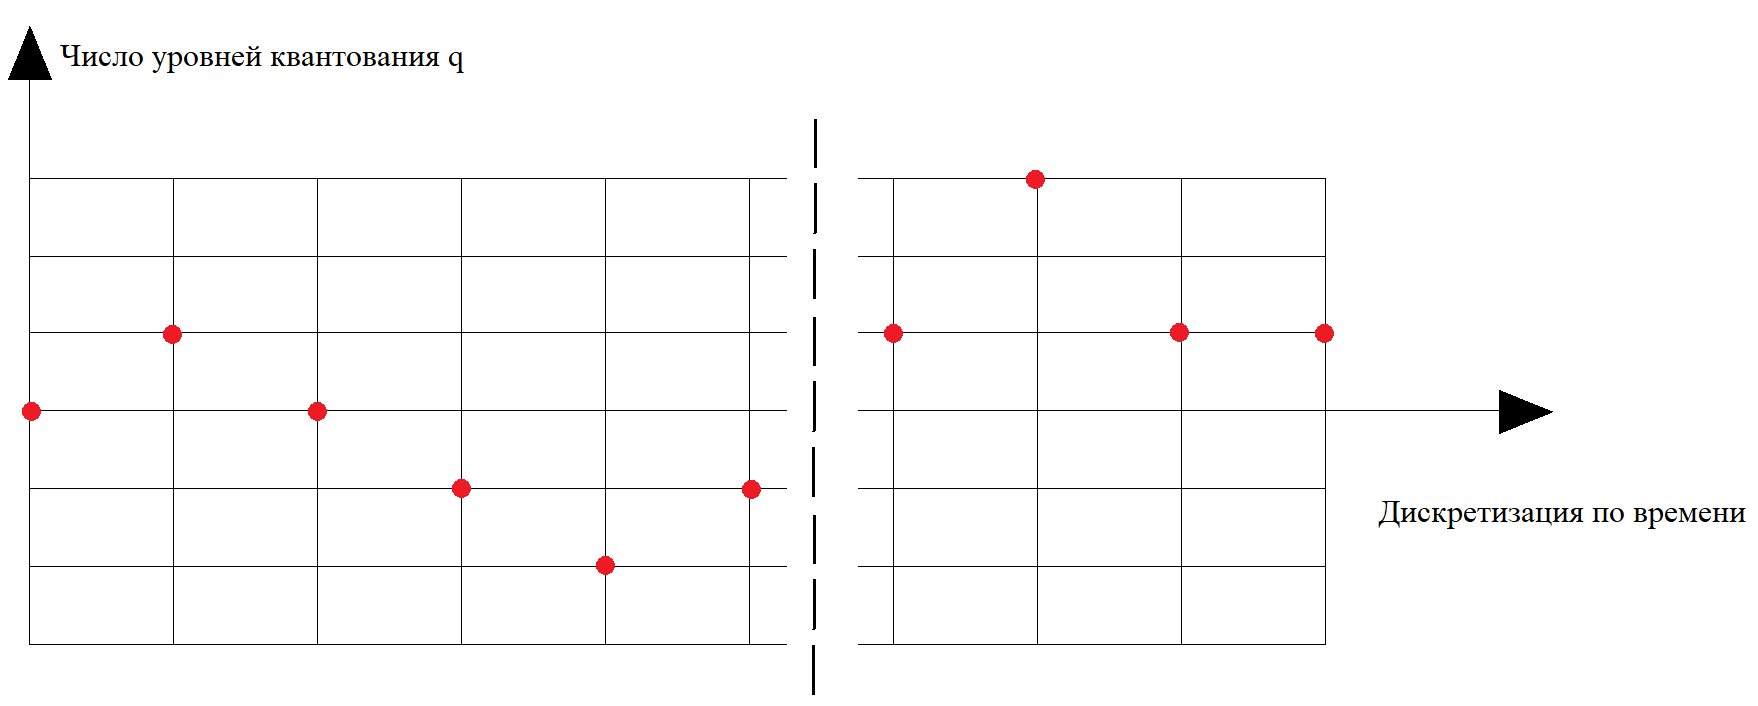 Число уровней квантования q
Дискретизация по времени